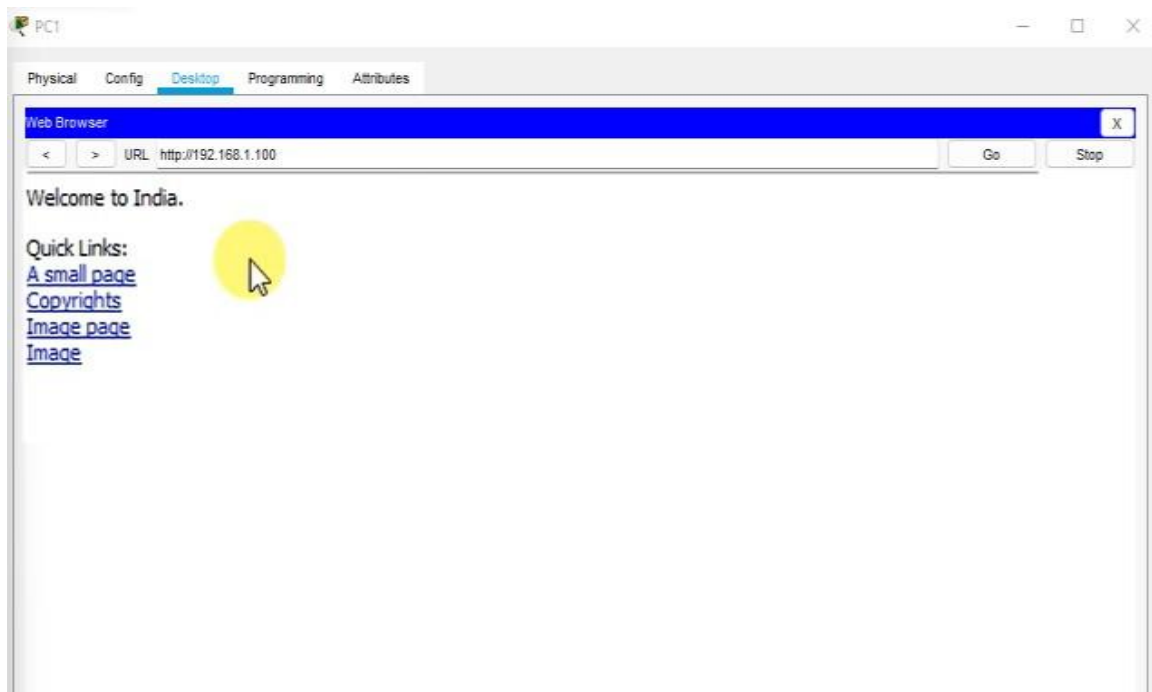 PC1
Physical Config Desktop Programming Attributes
Web Browser X
< > URL http://192.168.1.100 Go Stop
Welcome to India.
Quick Links:
A small page
Copyrights
Image page
Image